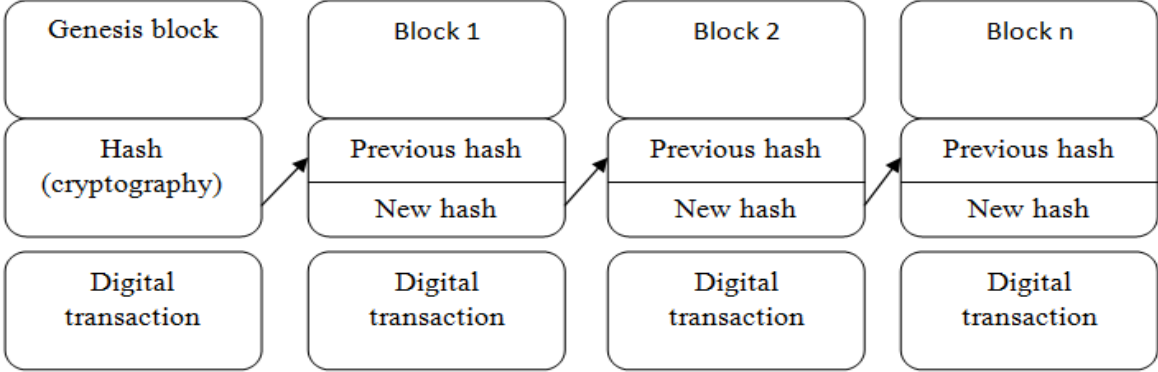 Genesis block
Block 1
Block 2
Block n
Hash
(cryptography)
Previous hash
New hash
Previous hash
New hash
Previous hash
New hash
Digital
transaction
Digital
transaction
Digital
transaction
Digital
transaction